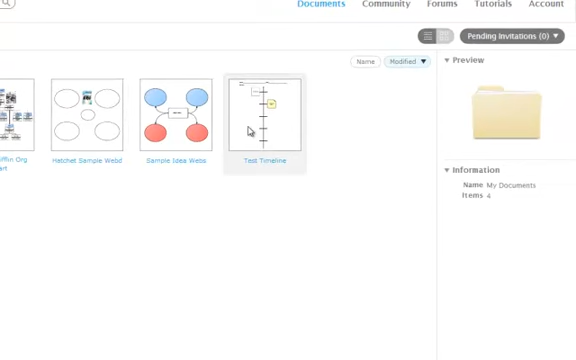 Documents Community Forums Tutorials Account
Pending Invitations (0) ▼
Name Modified ▼
▼ Preview
iffin Org
art
Hatchet Sample Webd
Sample Idea Webs
Test Timeline
▼ Information
Name My Documents
Items 4